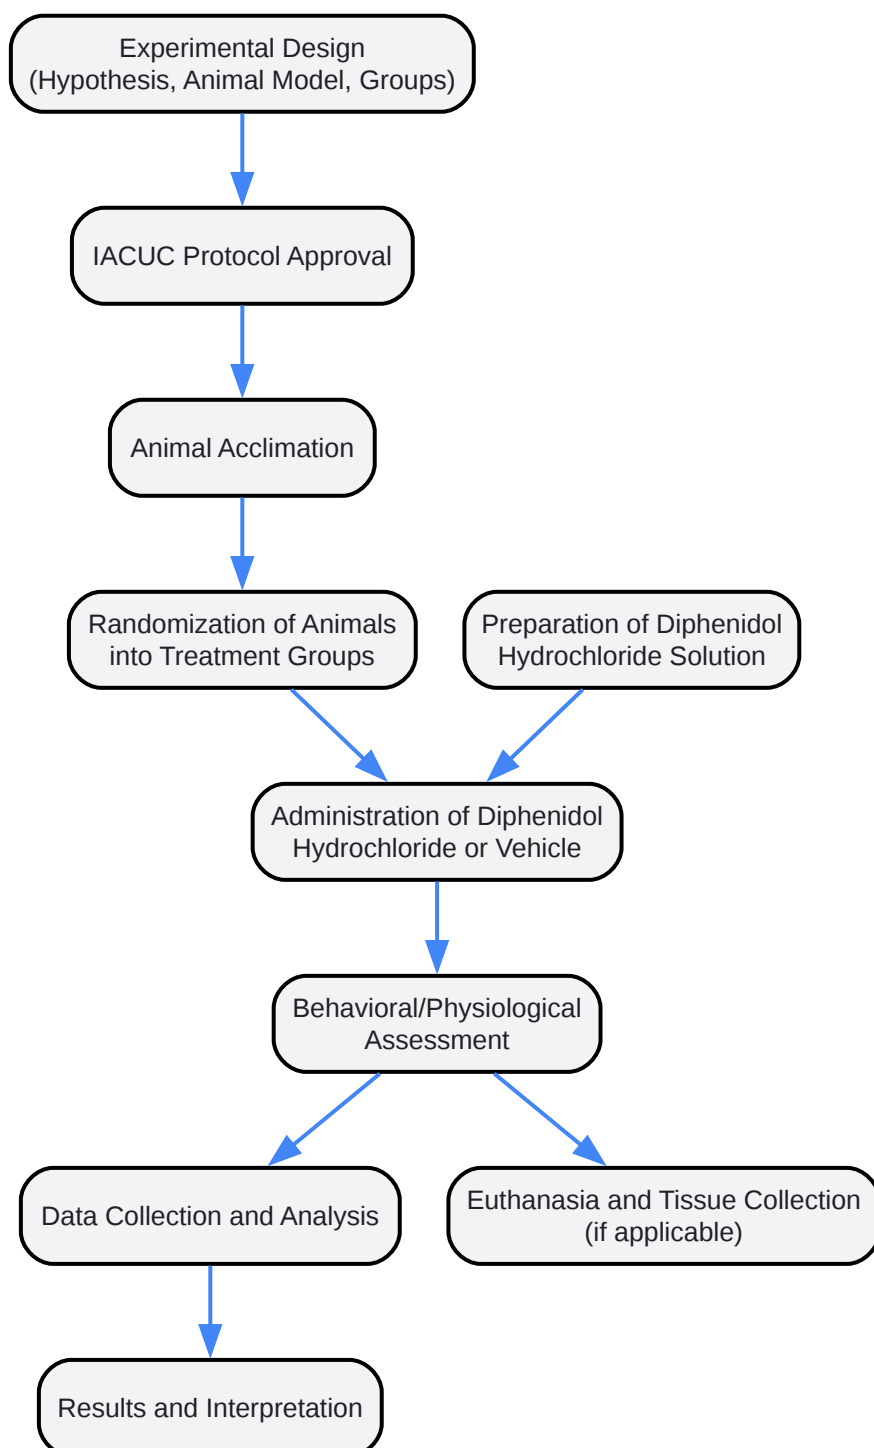 Experimental Design
(Hypothesis, Animal Model, Groups)
IACUC Protocol Approval
Animal Acclimation
Randomization of Animals
into Treatment Groups
Preparation of Diphenidol
Hydrochloride Solution
Administration of Diphenidol
Hydrochloride or Vehicle
Behavioral/Physiological
Assessment
Data Collection and Analysis
Euthanasia and Tissue Collection
(if applicable)
Results and Interpretation